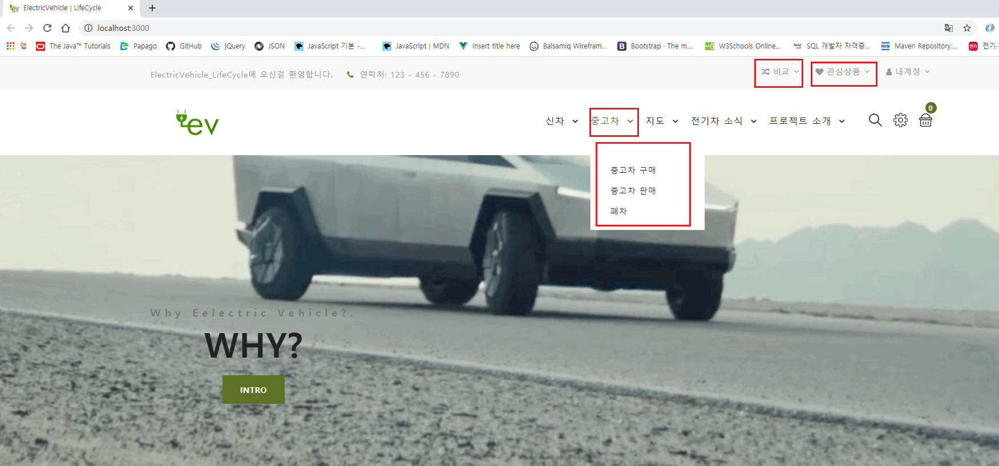 ElectricVehicle | LifeCycle
localhost:3000
앱 The Java™ Tutorials Papago GitHub jQuery JSON JavaScript 기본 -... JavaScript | MDN Insert title here Balsamiq Wirefram... Bootstrap · The m... W3Schools Online... SQL 개발자 자격증... Maven Repository:... 전기·
ElectricVehicle_LifeCycle에 오신걸 환영합니다. 연락처: 123 - 456 - 7890 비교 관심상품 내계정
ev 신차 중고차 지도 전기차 소식 프로젝트 소개 0
중고차 구매
중고차 판매
폐차
Why Eelectric Vehicle?.
WHY?
INTRO